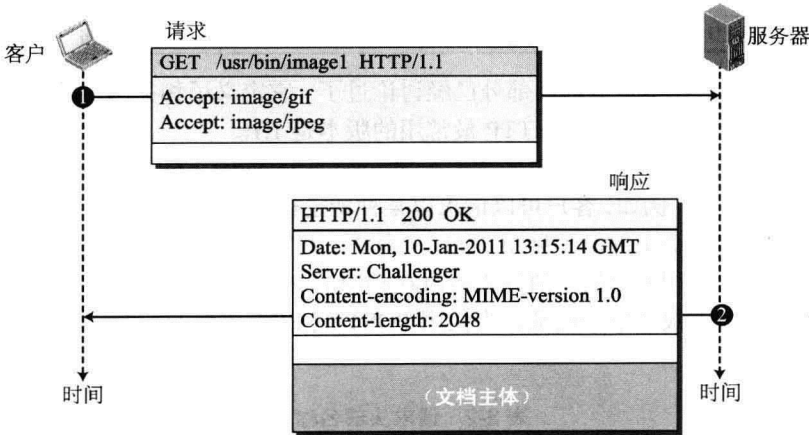 请求
客户
服务器
GET /usr/bin/image1 HTTP/1.1
1
Accept: image/gif
Accept: image/jpeg
响应
HTTP/1.1 200 OK
Date: Mon, 10-Jan-2011 13:15:14 GMT
Server: Challenger
Content-encoding: MIME-version 1.0
Content-length: 2048
2
时间
(文档主体)
时间